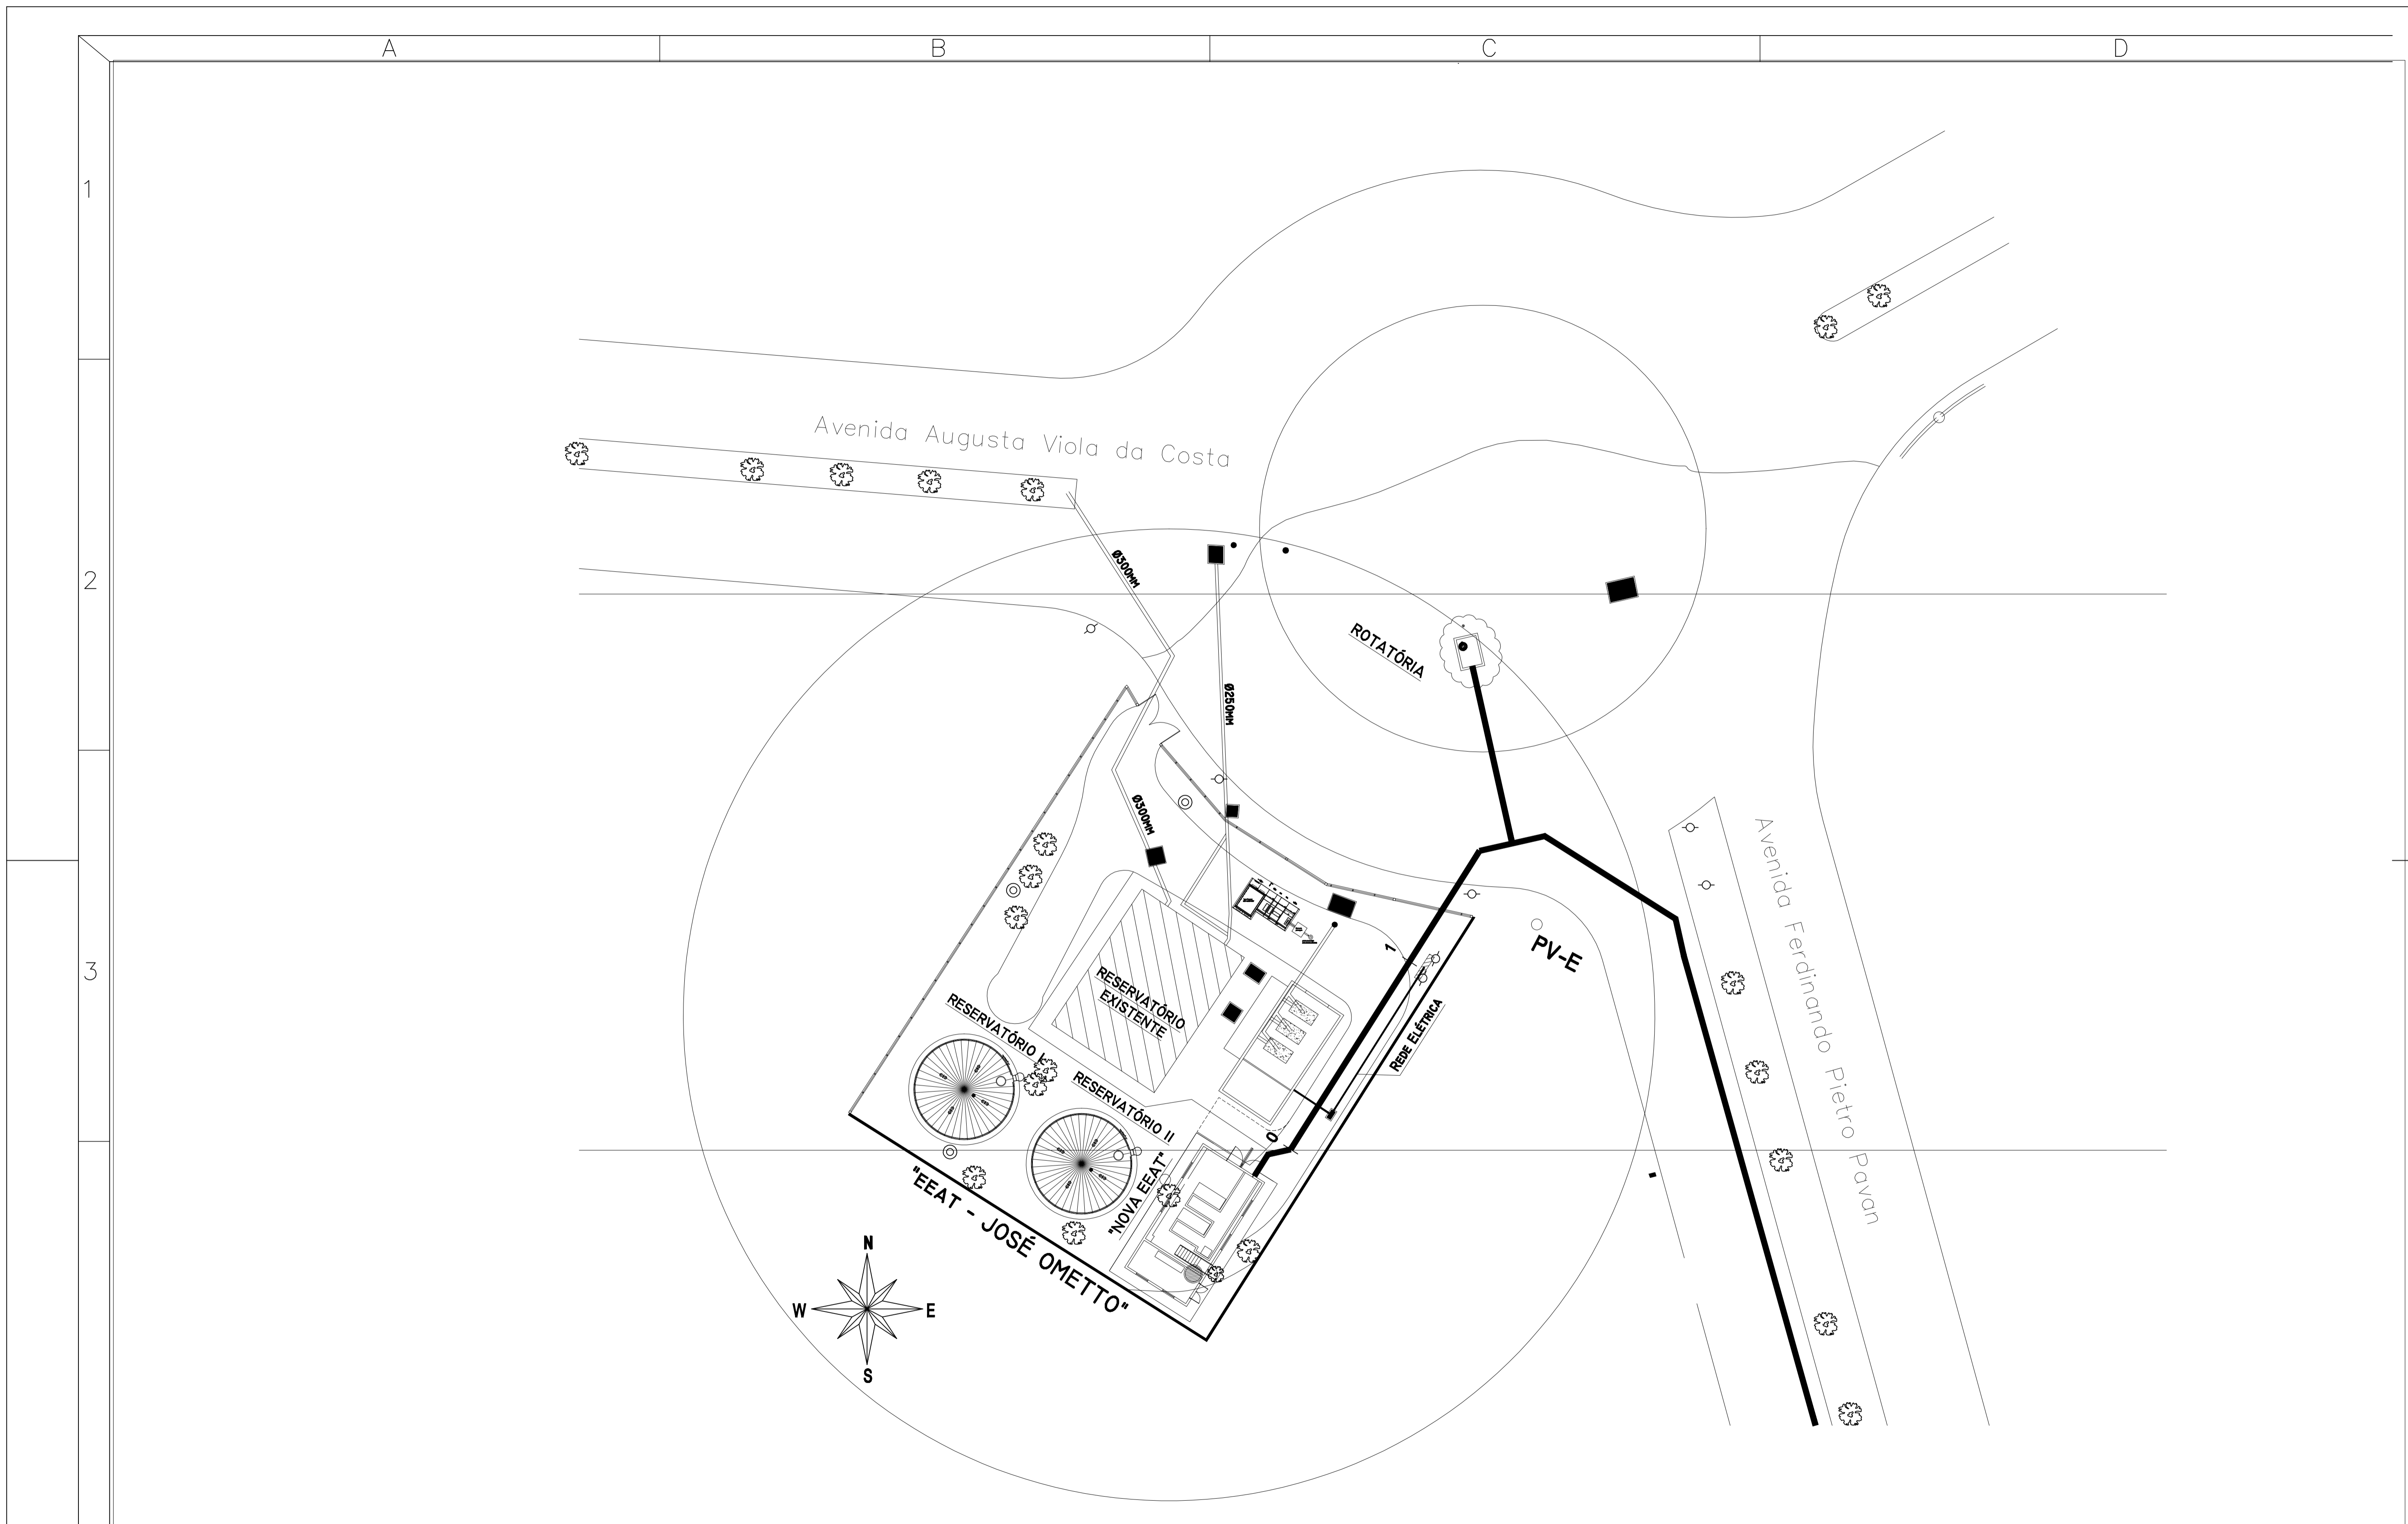 A
B
C
D
1
2
3
Avenida Augusta Viola da Costa
Ø300MM
Ø250MM
ROTATÓRIA
Ø300MM
Avenida Ferdinando Pietro Pavan
PV-E
1
RESERVATÓRIO
EXISTENTE
RESERVATÓRIO I
REDE ELÉTRICA
RESERVATÓRIO II
0
"NOVA EEAT"
"EEAT - JOSÉ OMETTO"
N
W
E
S